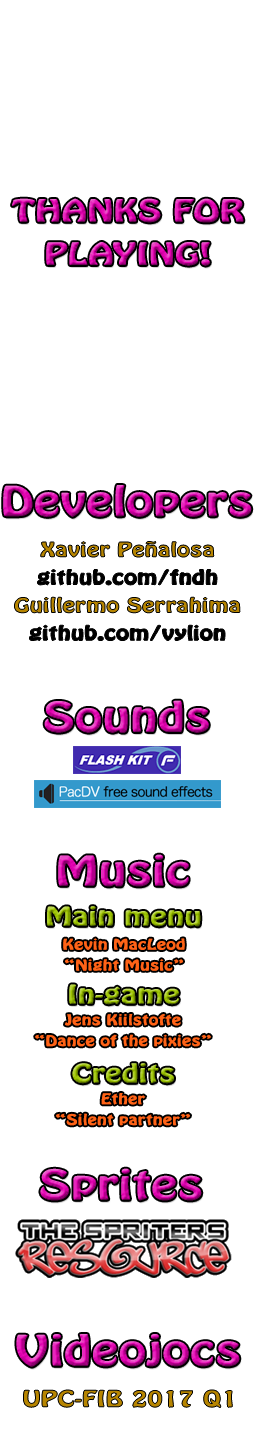 THANKS FOR
PLAYING!
Developers
Xavier Peñalosa
github.com/fndh
Guillermo Serrahima
github.com/vylion
Sounds
FLASH KIT F
PacDV free sound effects
Music
Main menu
Kevin MacLeod
"Night Music"
In-game
Jens Kiilstofte
"Dance of the pixies"
Credits
Ether
"Silent partner"
Sprites
THE SPRITERS
RESOURCE
Videojocs
UPC-FIB 2017 Q1